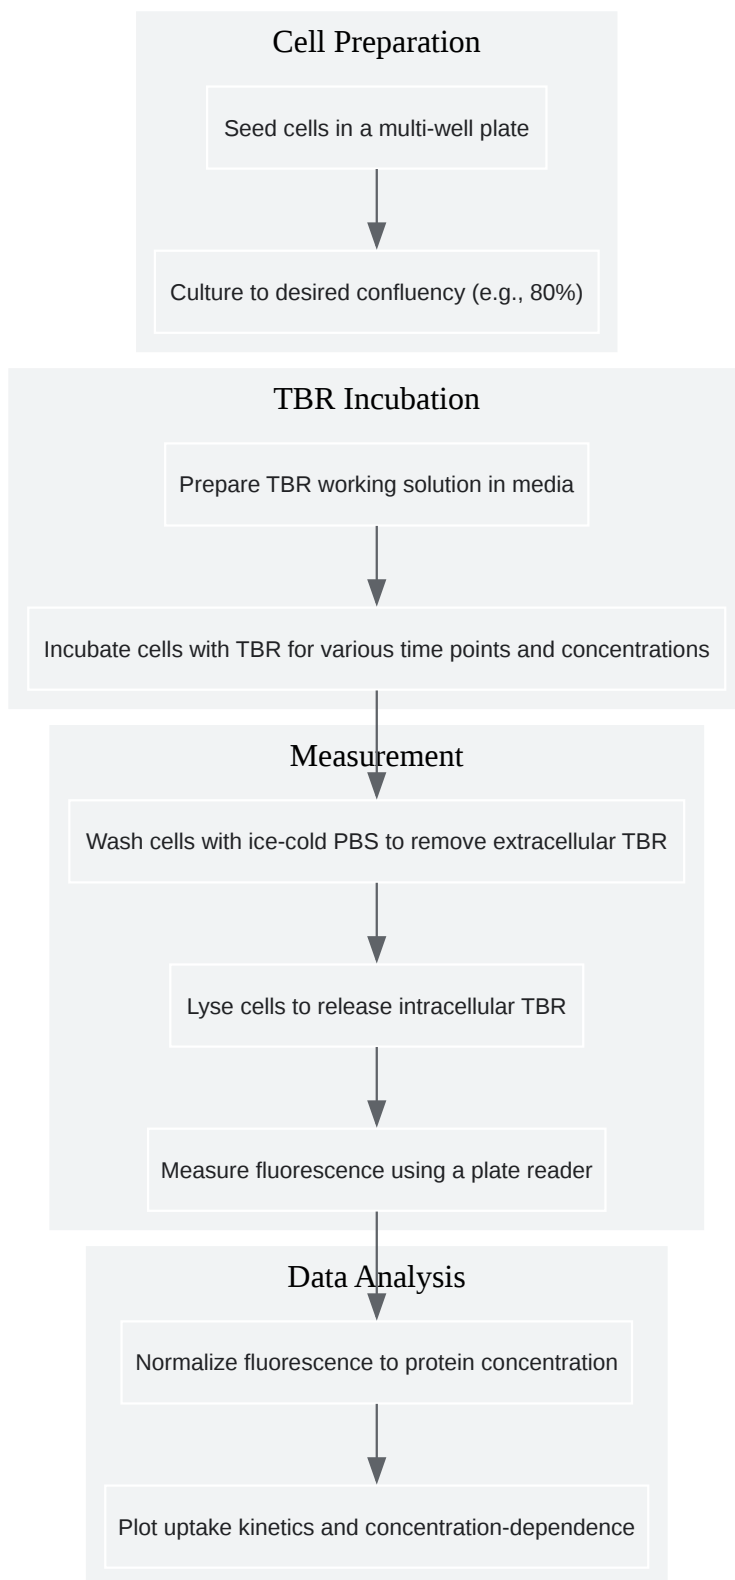 Cell Preparation
Seed cells in a multi-well plate
Culture to desired confluency (e.g., 80%)
TBR Incubation
Prepare TBR working solution in media
Incubate cells with TBR for various time points and concentrations
Measurement
Wash cells with ice-cold PBS to remove extracellular TBR
Lyse cells to release intracellular TBR
Measure fluorescence using a plate reader
Data Analysis
Normalize fluorescence to protein concentration
Plot uptake kinetics and concentration-dependence